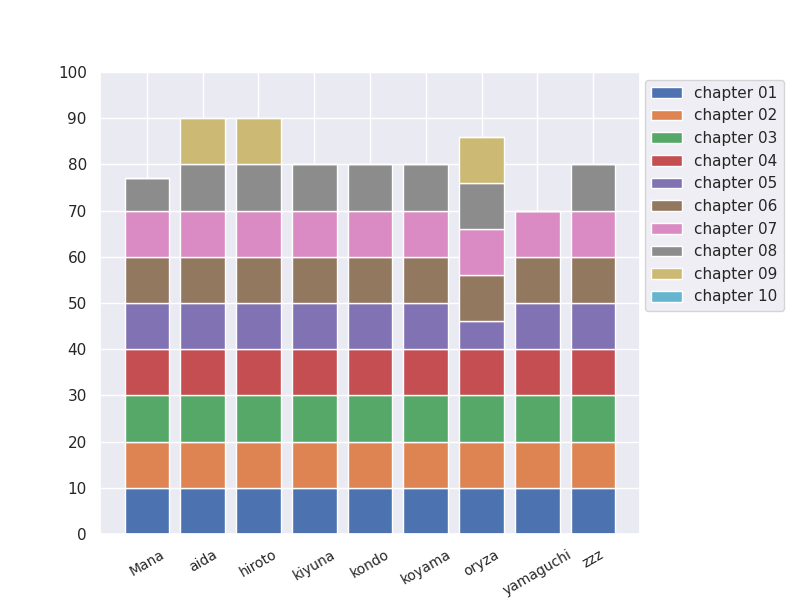 100
90
80
70
60
50
40
30
20
10
0
Mana
aida
hiroto
kiyuna
kondo
koyama
oryza
yamaguchi
zzz
chapter 01
chapter 02
chapter 03
chapter 04
chapter 05
chapter 06
chapter 07
chapter 08
chapter 09
chapter 10